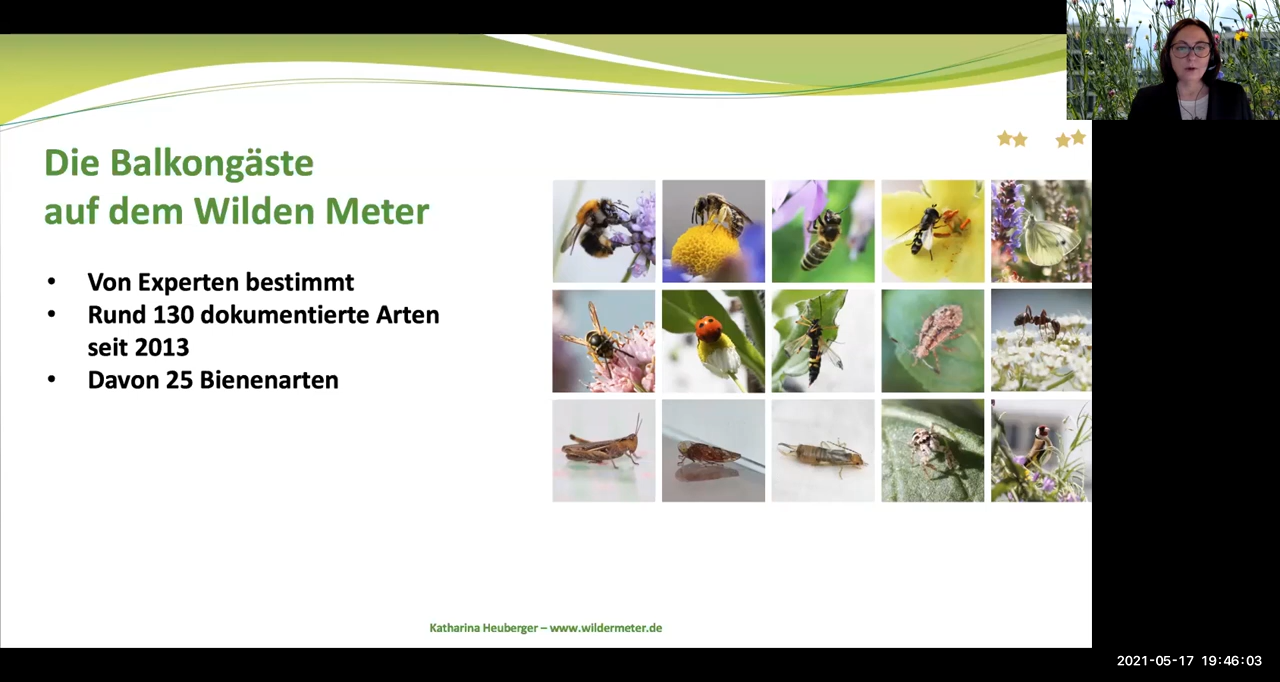 Die Balkongäste
auf dem Wilden Meter
• Von Experten bestimmt
• Rund 130 dokumentierte Arten
seit 2013
• Davon 25 Bienenarten
Katharina Heuberger – www.wildermeter.de
2021-05-17 19:46:03